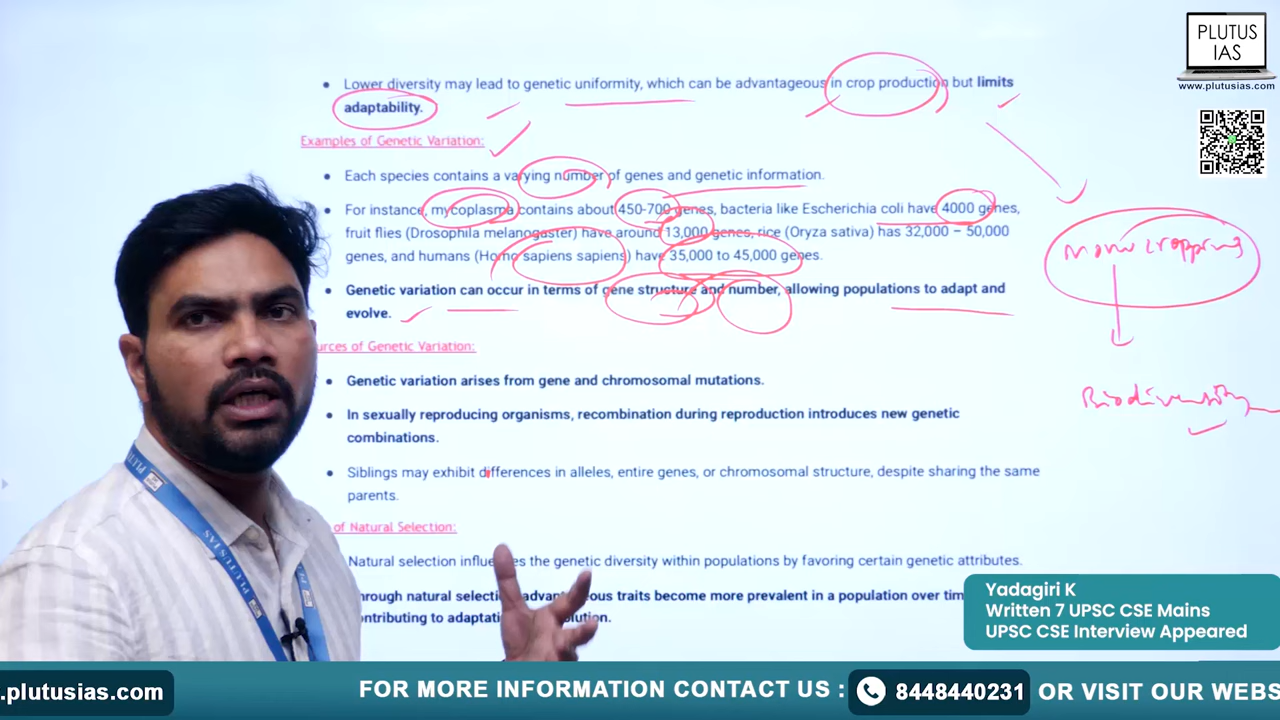 PLUTUS
IAS
www.plutusias.com
• Lower diversity may lead to genetic uniformity, which can be advantageous in crop production but limits
adaptability.
Examples of Genetic Variation:
• Each species contains a varying number of genes and genetic information.
• For instance, mycoplasma contains about 450-700 genes, bacteria like Escherichia coli have 4000 genes,
fruit flies (Drosophila melanogaster) have around 13,000 genes, rice (Oryza sativa) has 32,000 – 50,000
genes, and humans (Homo sapiens sapiens) have 35,000 to 45,000 genes.
• Genetic variation can occur in terms of gene structure and number, allowing populations to adapt and
evolve.
Mono cropping
Biodiversity
urces of Genetic Variation:
• Genetic variation arises from gene and chromosomal mutations.
• In sexually reproducing organisms, recombination during reproduction introduces new genetic
combinations.
• Siblings may exhibit differences in alleles, entire genes, or chromosomal structure, despite sharing the same
parents.
of Natural Selection:
Natural selection influe es the genetic diversity within populations by favoring certain genetic attributes.
hrough natural selectio advan ous traits become more prevalent in a population over tim
ontributing to adaptati olution.
PLUTUSIAS
PLUTUS
Yadagiri K
Written 7 UPSC CSE Mains
UPSC CSE Interview Appeared
.plutusias.com FOR MORE INFORMATION CONTACT US : 8448440231 OR VISIT OUR WEBS